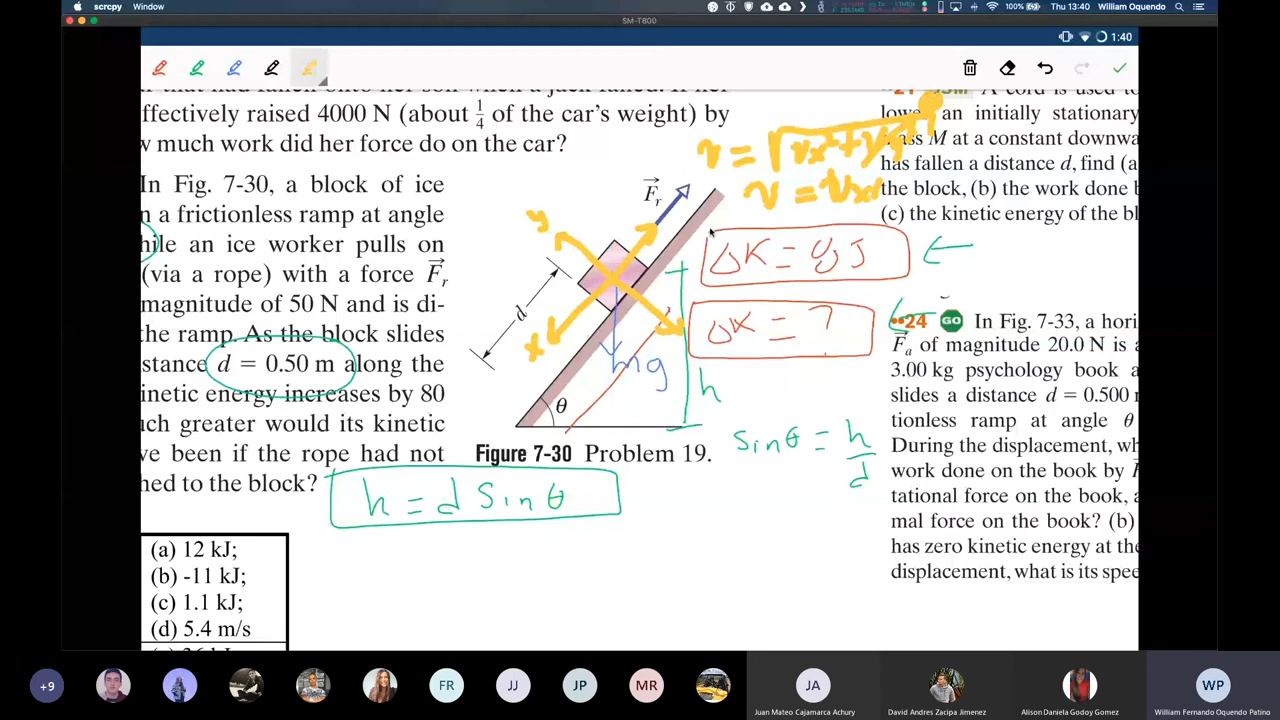 scrcpy Window
100% Thu 13:40 William Oquendo
SM-T800
1:40
ffectively raised 4000 N (about 1/4 of the car's weight) by
w much work did her force do on the car?
In Fig. 7-30, a block of ice
n a frictionless ramp at angle
hile an ice worker pulls on
(via a rope) with a force F⃗r
magnitude of 50 N and is di-
the ramp. As the block slides
stance d = 0.50 m along the
inetic energy increases by 80
uch greater would its kinetic
ve been if the rope had not
hed to the block?
F⃗r
y
x
d
mg
h
θ
Figure 7-30 Problem 19.
h = d Sinθ
sinθ = h/d
ΔK =
J
ΔK = ?
(a) 12 kJ;
(b) -11 kJ;
(c) 1.1 kJ;
(d) 5.4 m/s
A cord is used to
an initially stationary
M at a constant downwa
has fallen a distance d, find (a
the block, (b) the work done b
(c) the kinetic energy of the bl
••24 GO In Fig. 7-33, a hori
F⃗a of magnitude 20.0 N is a
3.00 kg psychology book a
slides a distance d = 0.500 m
tionless ramp at angle θ
During the displacement, wh
work done on the book by
tational force on the book, a
mal force on the book? (b)
has zero kinetic energy at the
displacement, what is its spee
+9
FR
JJ
JP
MR
JA
WP
Juan Mateo Cajamarca Achury
David Andres Zacipa Jimenez
Alison Daniela Godoy Gomez
William Fernando Oquendo Patino